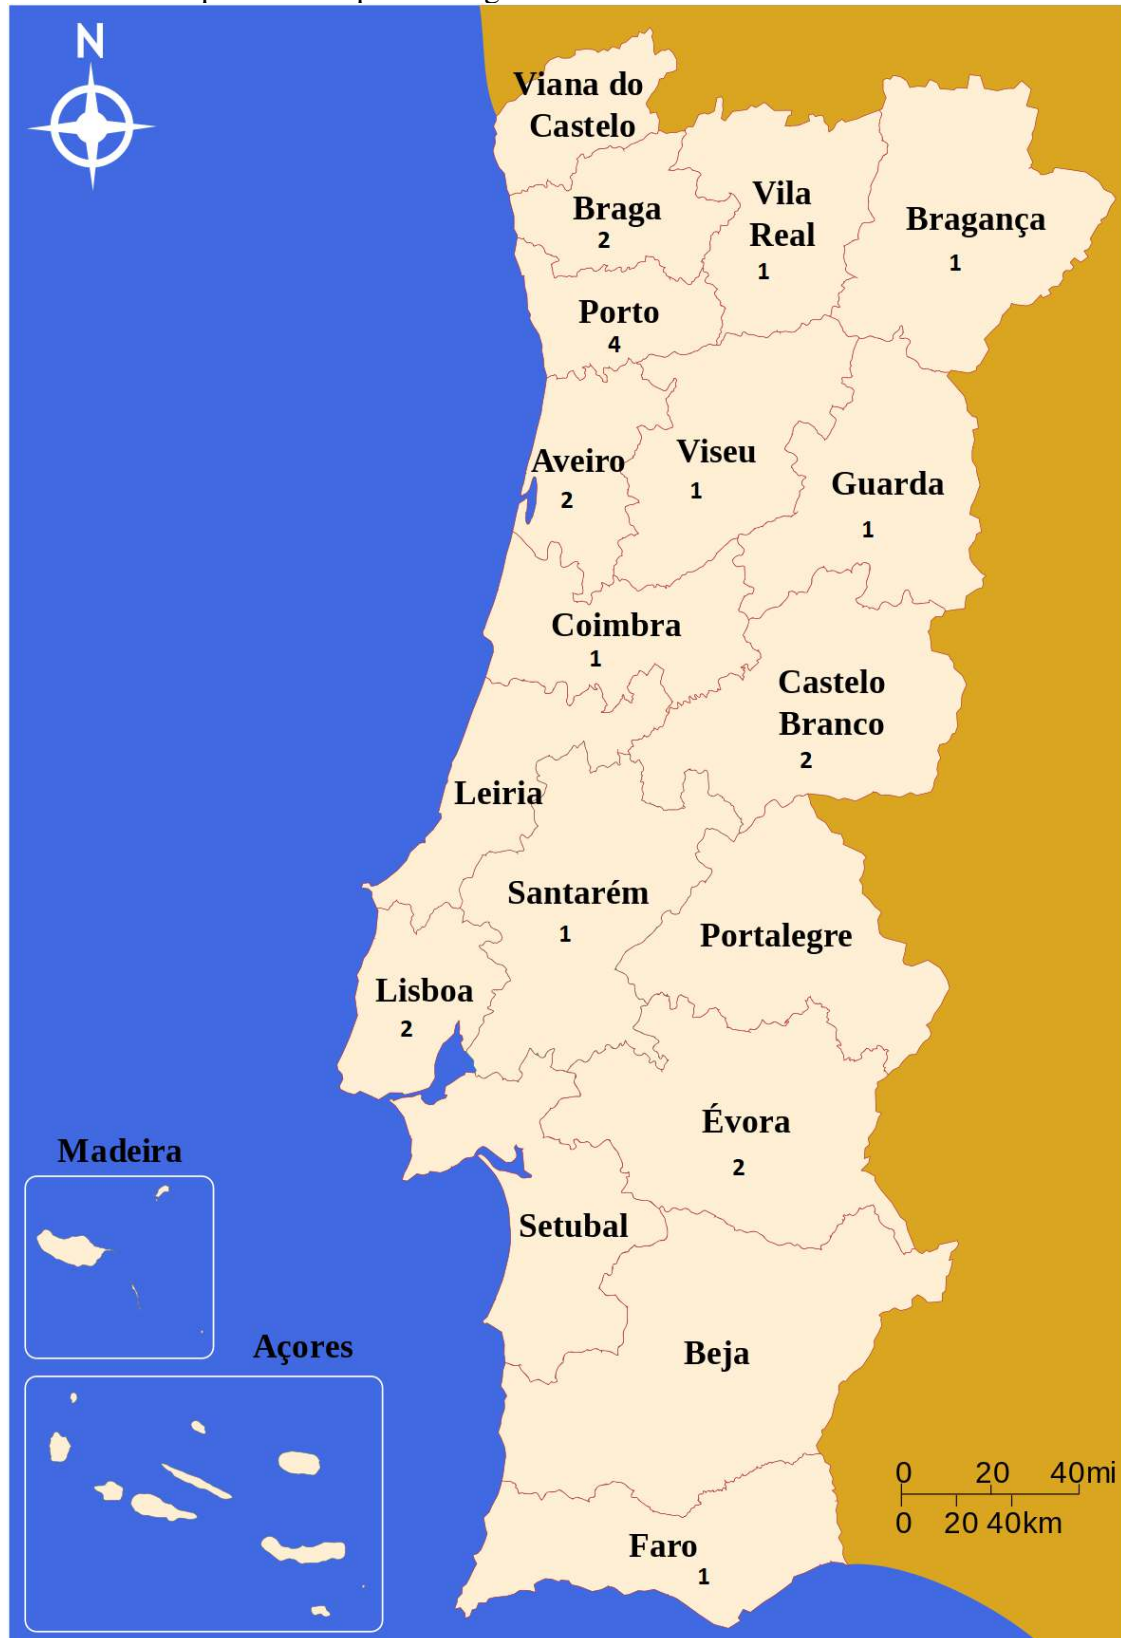 N
Viana do
Castelo
Braga
2
Vila
Real
1
Bragança
1
Porto
4
Aveiro
2
Viseu
1
Guarda
1
Coimbra
1
Castelo
Branco
2
Leiria
Santarém
1
Portalegre
Lisboa
2
Évora
2
Madeira
Setubal
Açores
Beja
0 20 40mi
0 20 40km
Faro
1